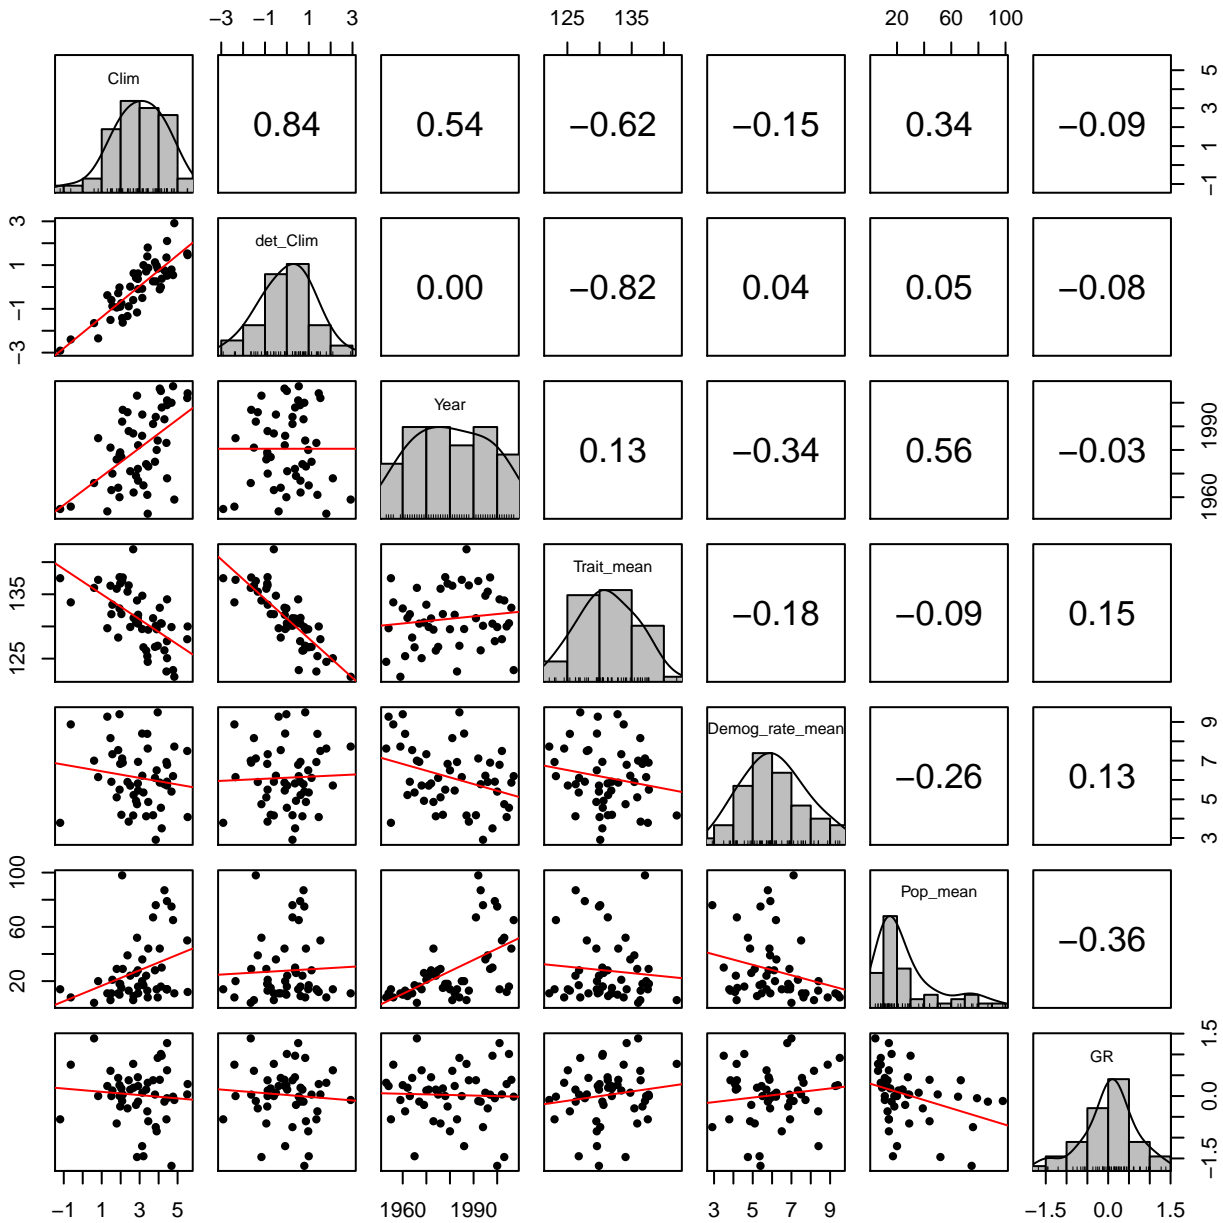 −3 −1 1 3 125 135 20 60 100
Clim 0.84 0.54 −0.62 −0.15 0.34 −0.09 −1 1 3 5
−3 −1 1 3 det_Clim 0.00 −0.82 0.04 0.05 −0.08
Year 0.13 −0.34 0.56 −0.03 1960 1990
125 135 Trait_mean −0.18 −0.09 0.15
Demog_rate_mean −0.26 0.13 3 5 7 9
20 60 100 Pop_mean −0.36
GR −1.5 0.0 1.5
−1 1 3 5 1960 1990 3 5 7 9 −1.5 0.0 1.5